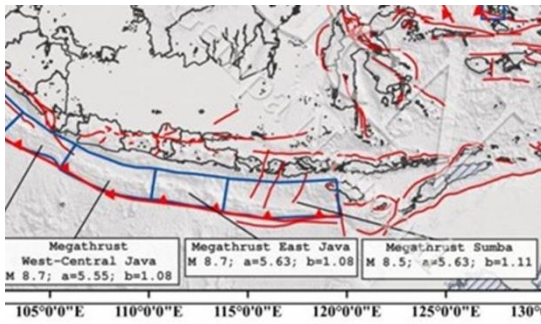 Megathrust
West-Central Java
M 8.7; a=5.55; b=1.08
Megathrust East Java
M 8.7; a=5.63; b=1.08
Megathrust Sumba
M 8.5; a=5.63; b=1.11
105°0'0"E 110°0'0"E 115°0'0"E 120°0'0"E 125°0'0"E 130°